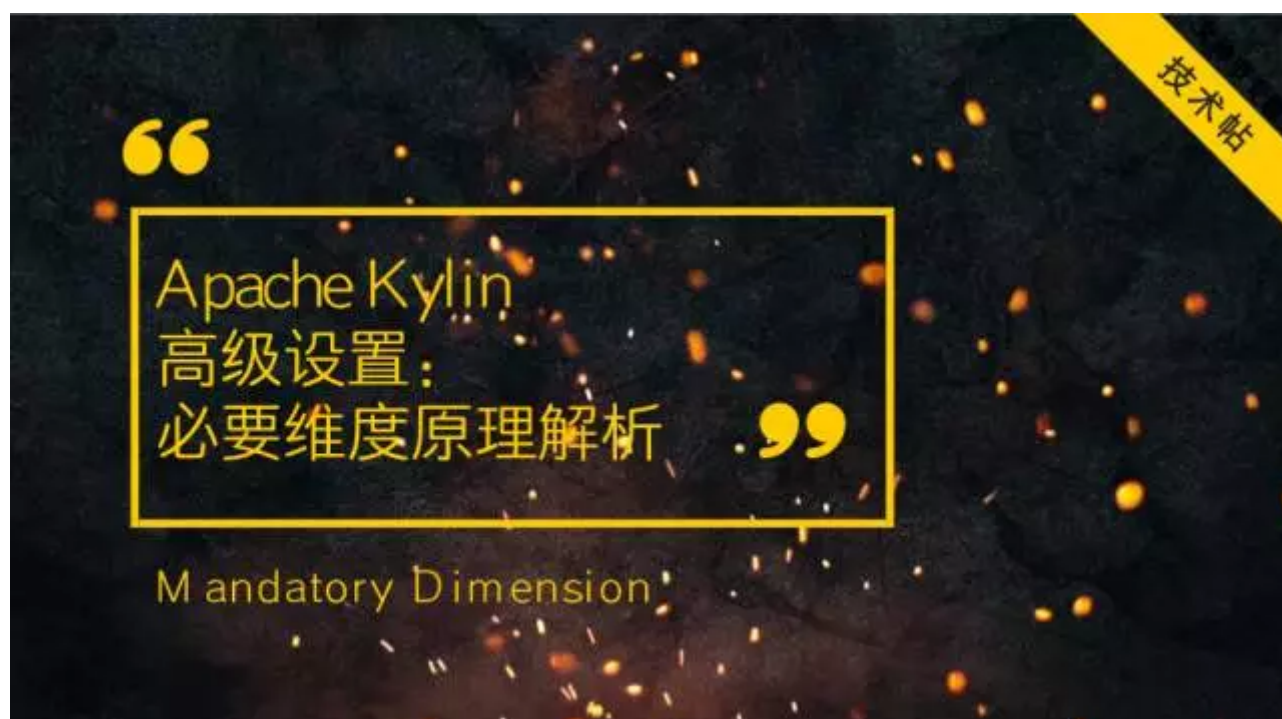 技术帖
“
Apache Kylin
高级设置：
必要维度原理解析
”
Mandatory Dimension